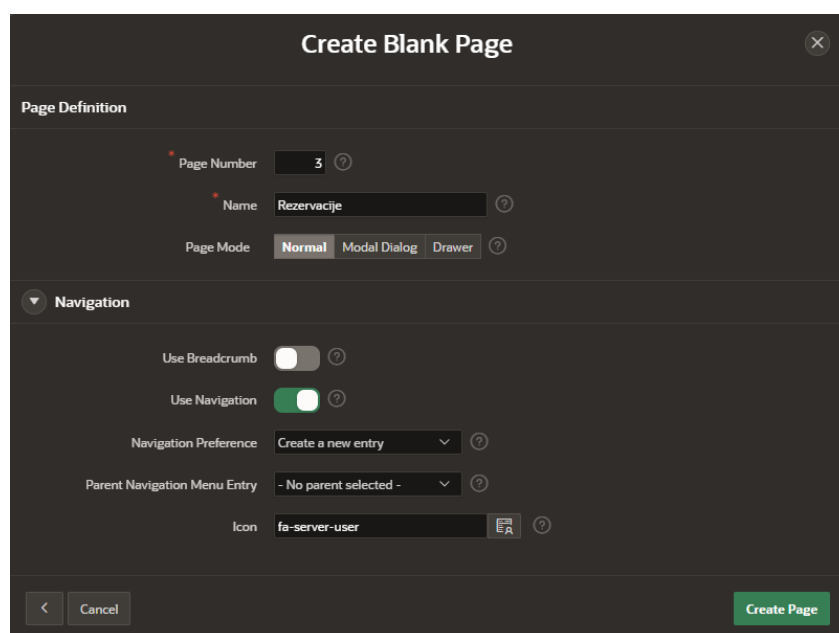 Create Blank Page
Page Definition
* Page Number 3 ?
* Name Rezervacije ?
Page Mode Normal Modal Dialog Drawer ?
Navigation
Use Breadcrumb ?
Use Navigation ?
Navigation Preference Create a new entry ?
Parent Navigation Menu Entry - No parent selected - ?
Icon fa-server-user ?
Cancel Create Page